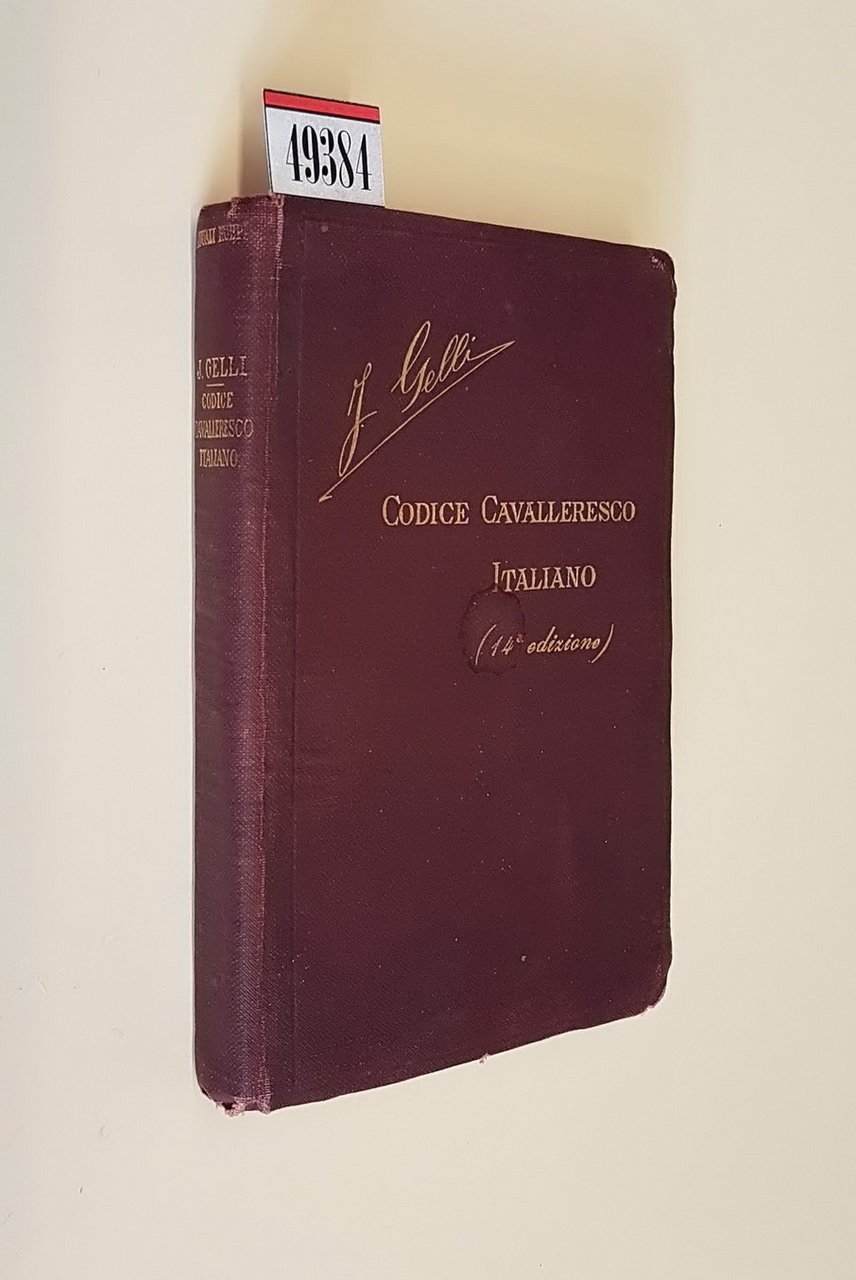 49384
J. GELLI
CODICE
CAVALLERESCO
ITALIANO
J. Gelli
CODICE CAVALLERESCO
ITALIANO
(14ª edizione)